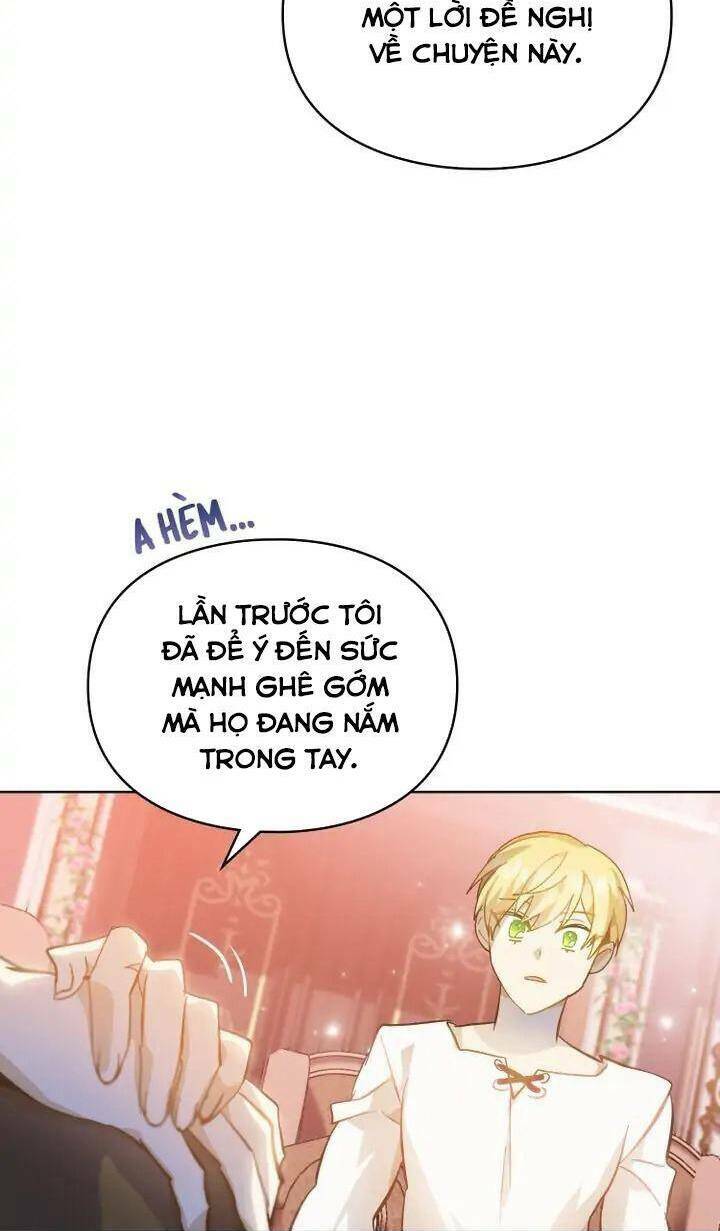 MỘT LỜI ĐỀ NGHỊ
VỀ CHUYỆN NÀY.
A HÈM...
LẦN TRƯỚC TÔI
ĐÃ ĐỂ Ý ĐẾN SỨC
MẠNH GHÊ GỚM
MÀ HỌ ĐANG NẮM
TRONG TAY.